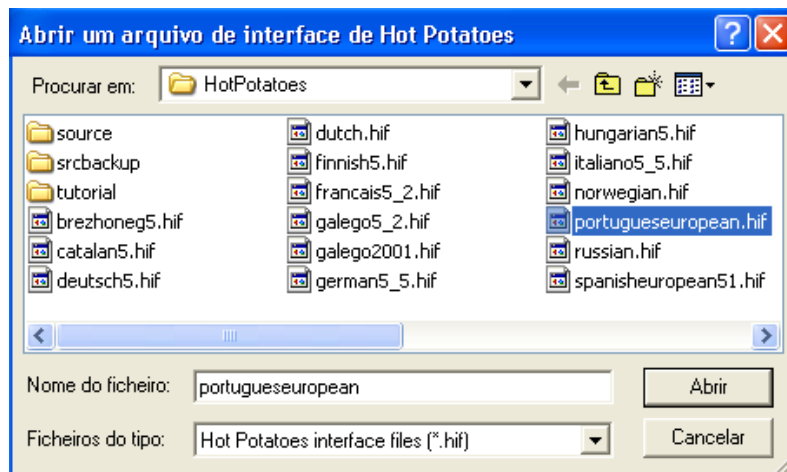 Abrir um arquivo de interface de Hot Potatoes
Procurar em: HotPotatoes
source
srcbackup
tutorial
brezhoneg5.hif
catalan5.hif
deutsch5.hif
dutch.hif
finnish5.hif
francais5_2.hif
galego5_2.hif
galego2001.hif
german5_5.hif
hungarian5.hif
italiano5_5.hif
norwegian.hif
portugueseuropean.hif
russian.hif
spanisheuropean51.hif
Nome do ficheiro: portugueseuropean Abrir
Ficheiros do tipo: Hot Potatoes interface files (*.hif) Cancelar